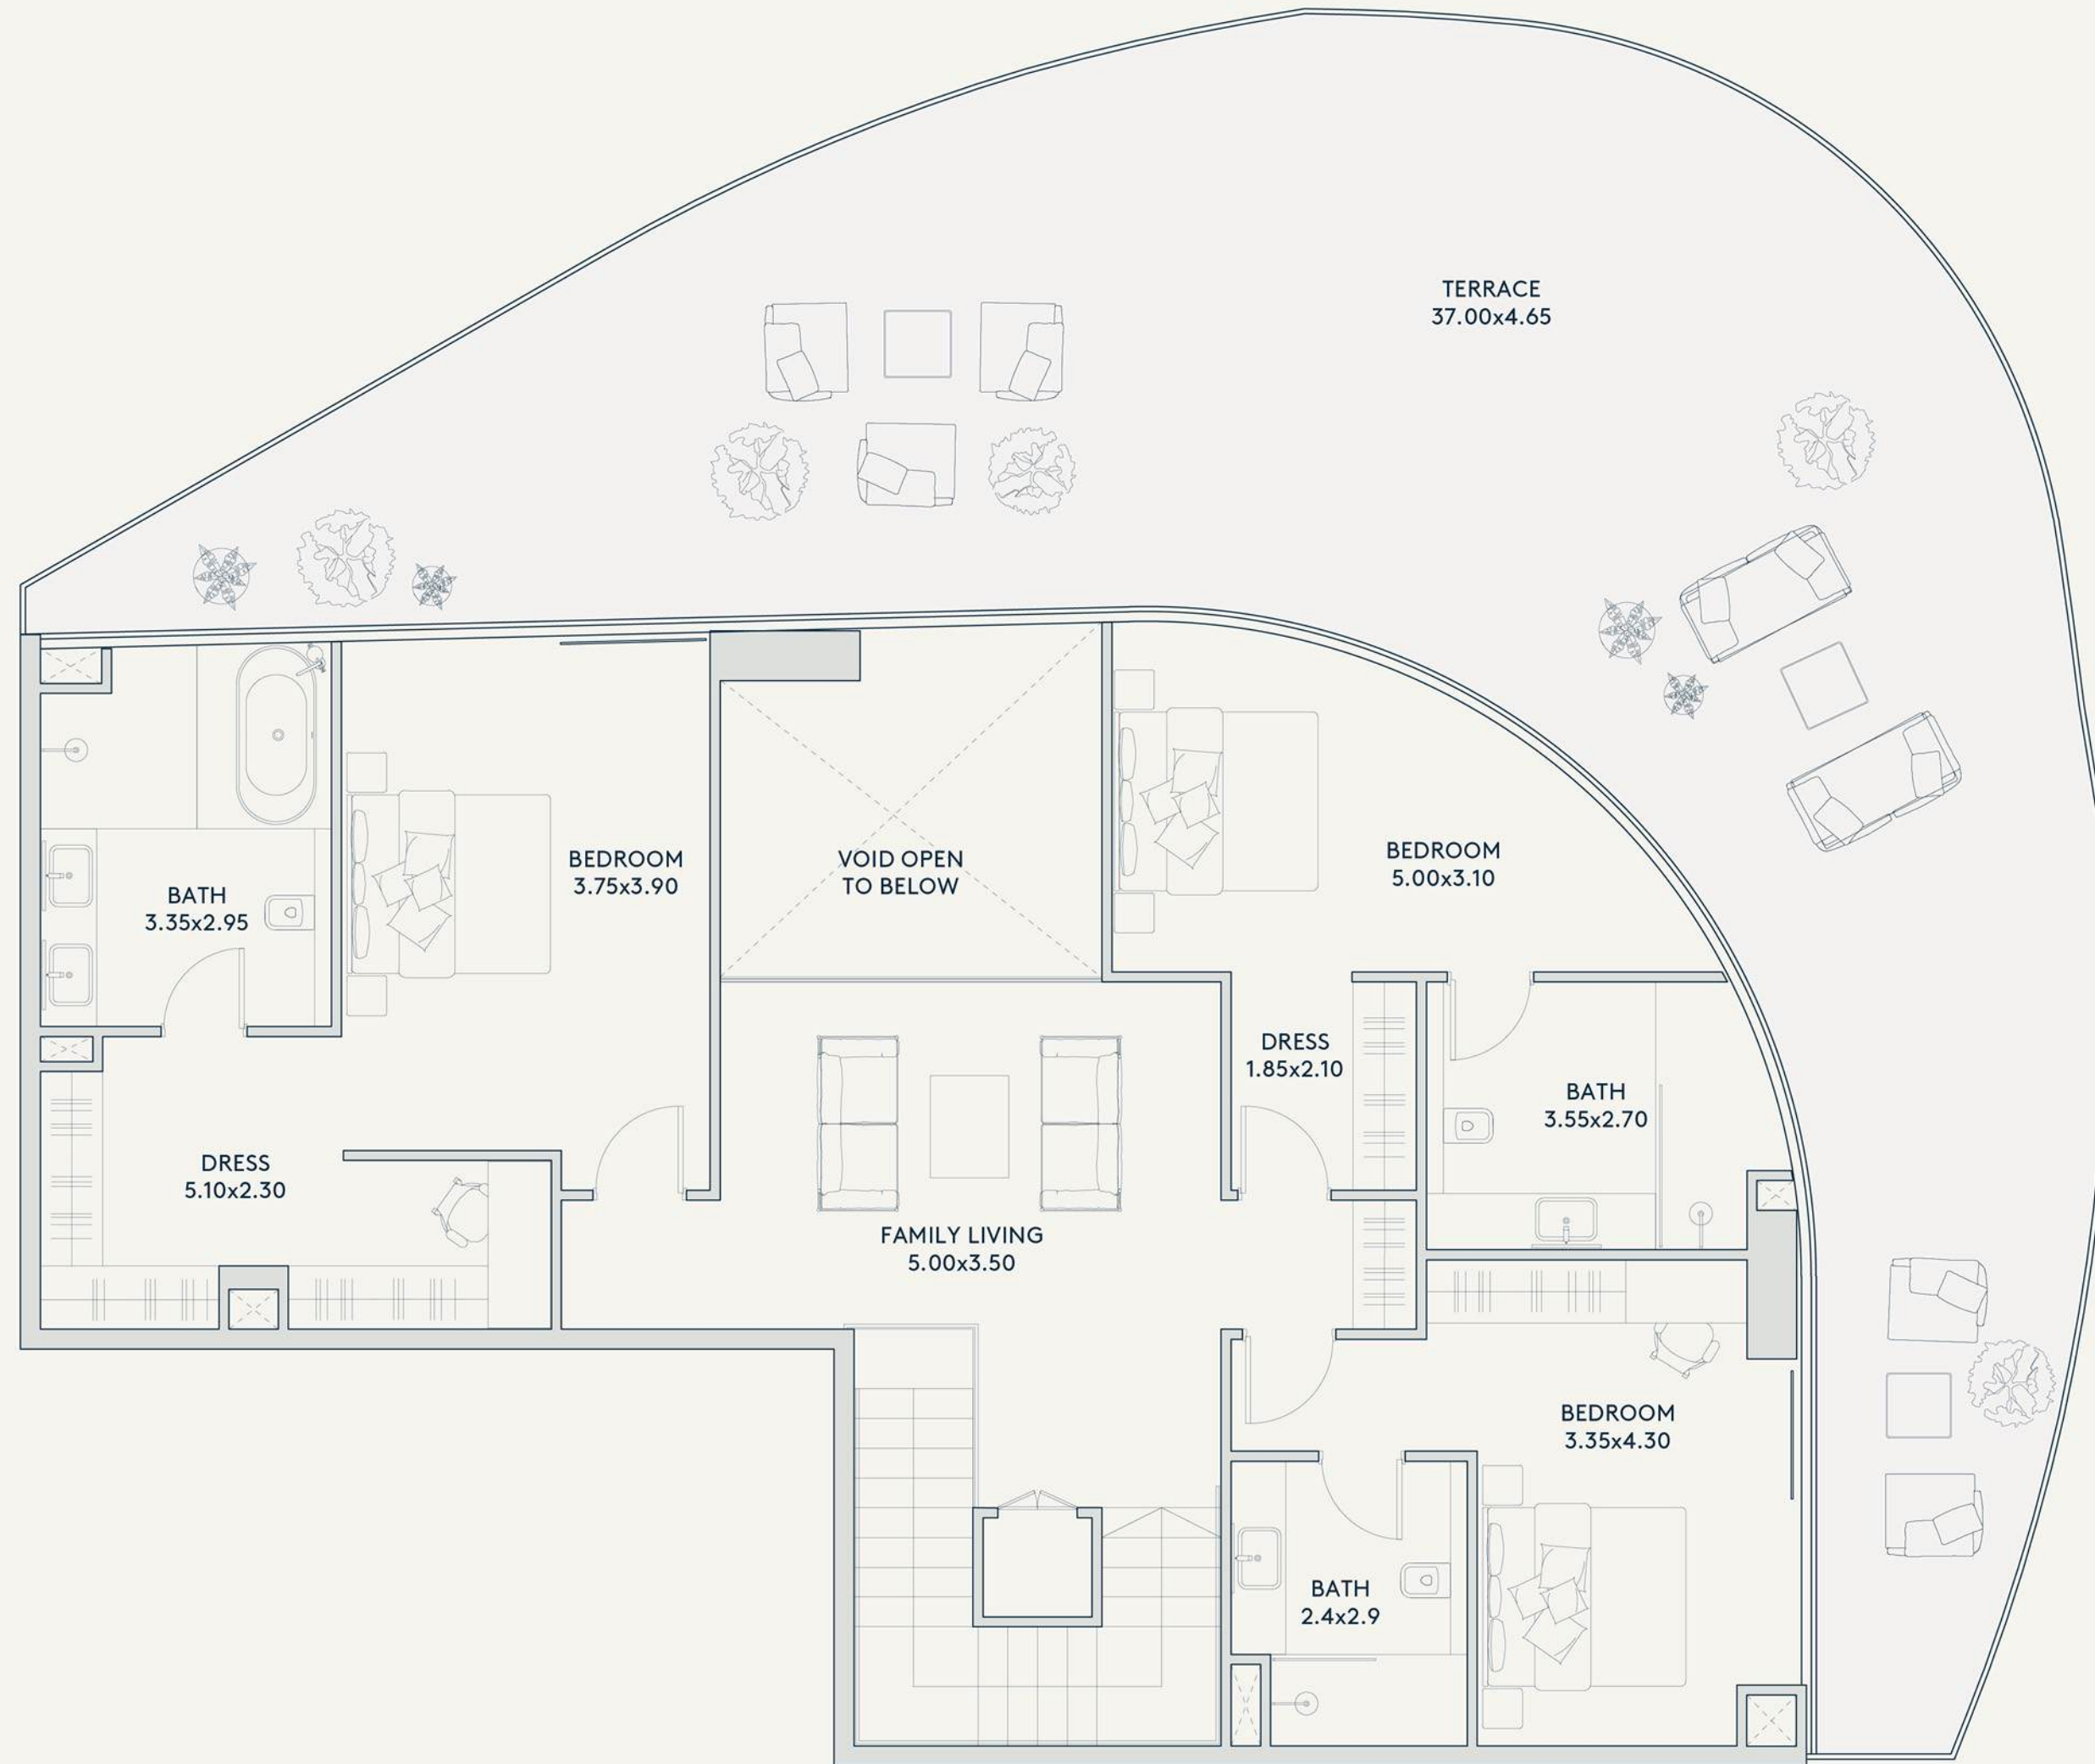 TERRACE
37.00x4.65
BEDROOM
3.75x3.90
VOID OPEN
TO BELOW
BEDROOM
5.00x3.10
BATH
3.35x2.95
DRESS
1.85x2.10
BATH
3.55x2.70
DRESS
5.10x2.30
FAMILY LIVING
5.00x3.50
BEDROOM
3.35x4.30
BATH
2.4x2.9